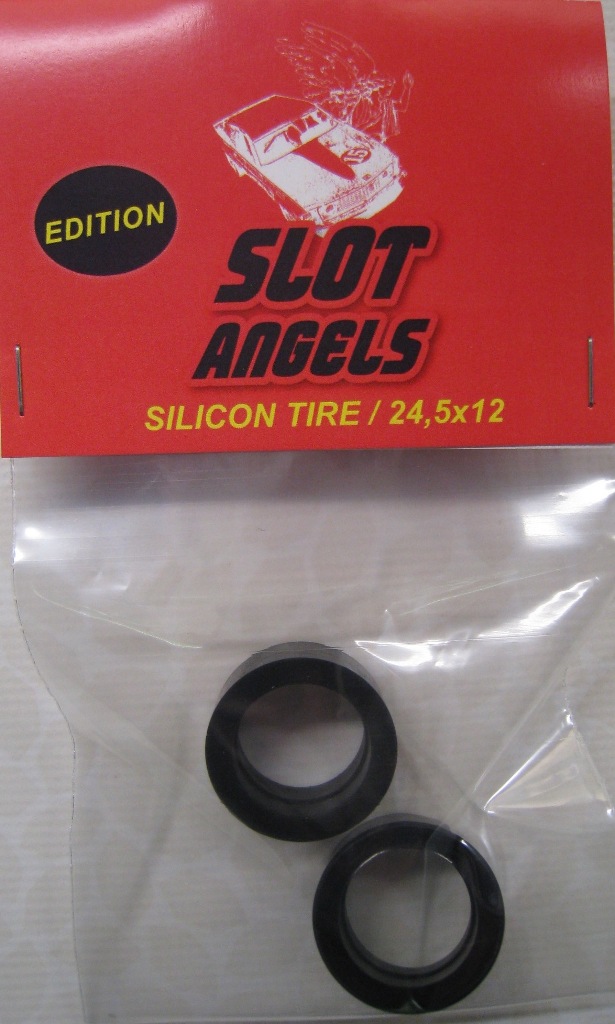 EDITION
SLOT
ANGELS
SILICON TIRE / 24,5x12